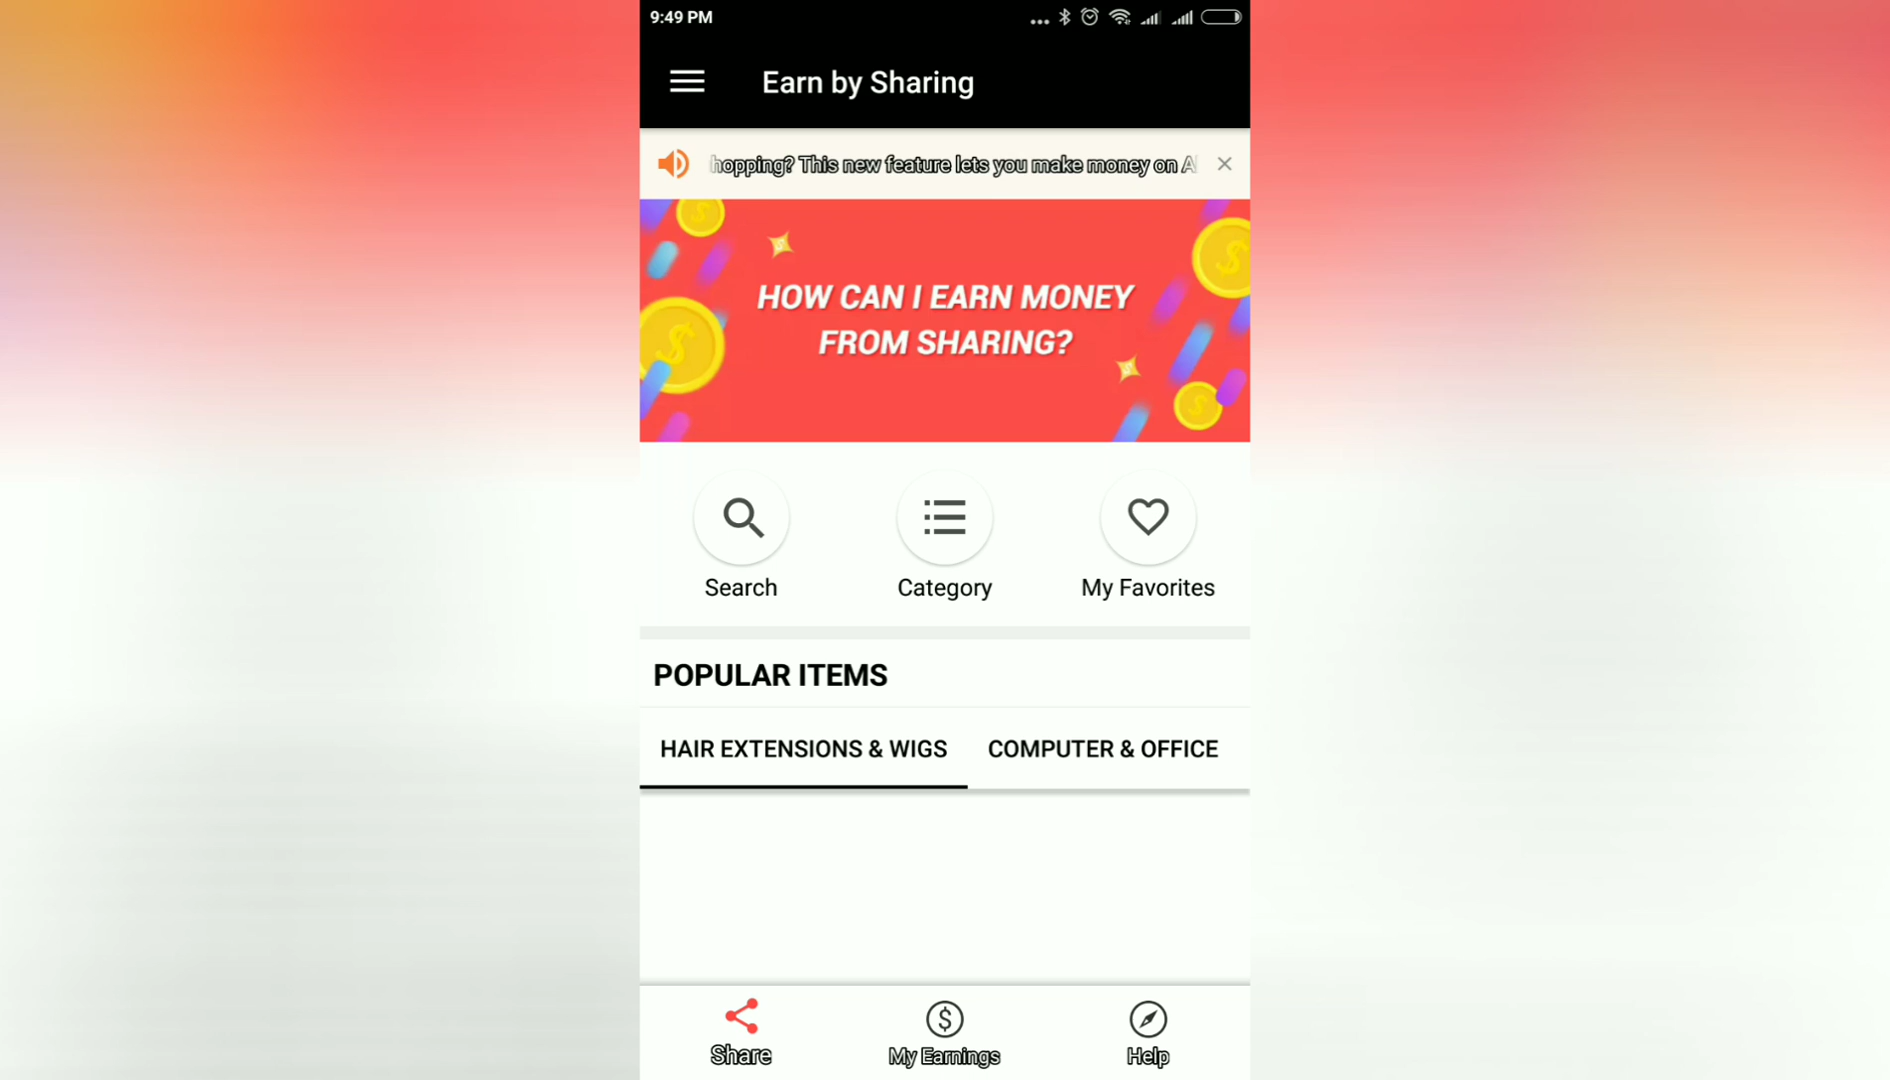 9:49 PM
Earn by Sharing
hopping? This new feature lets you make money on A
HOW CAN I EARN MONEY
FROM SHARING?
Search
Category
My Favorites
POPULAR ITEMS
HAIR EXTENSIONS & WIGS
COMPUTER & OFFICE
Share
My Earnings
Help